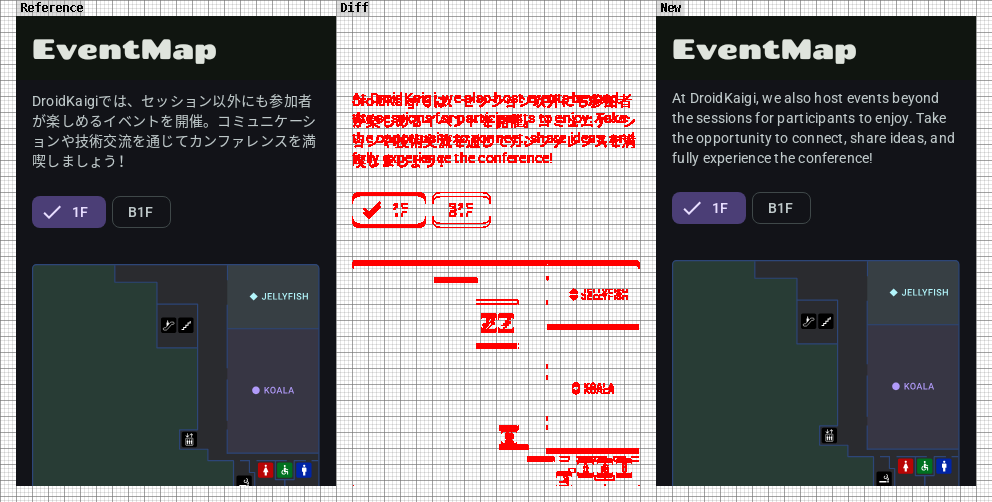 Reference
Diff
New
EventMap
DroidKaigiでは、セッション以外にも参加者
が楽しめるイベントを開催。コミュニケーシ
ョンや技術交流を通じてカンファレンスを満
喫しましょう！
1F
B1F
JELLYFISH
KOALA
EventMap
At DroidKaigi, we also host events beyond
the sessions for participants to enjoy. Take
the opportunity to connect, share ideas, and
fully experience the conference!
1F
B1F
JELLYFISH
KOALA